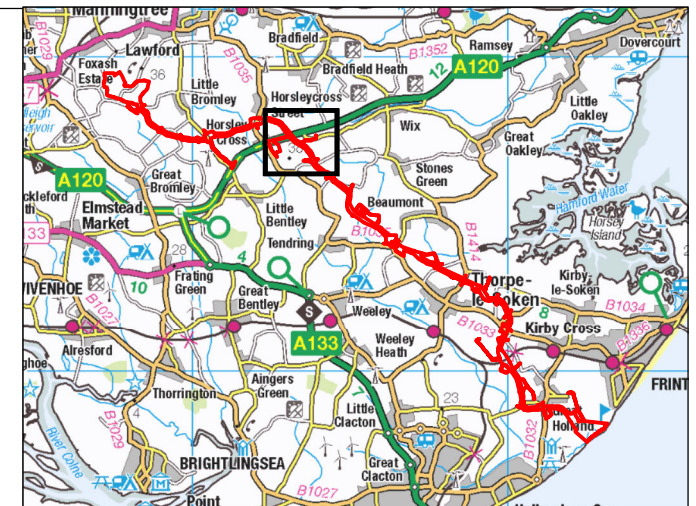 Manningtree
Bradfield
Ramsey
Dovercourt
B1029
Lawford
B1035
B1352
A120
Foxash
Estate
36
Bradfield Heath
12
Little
Bromley
Horsleycross
Street
Little
Oakley
Horsley
Cross
Wix
Great
Oakley
38
Great
Bromley
Stones
Green
Hamford Water
A120
Elmstead
Market
Little
Bentley
Beaumont
Horsey
Island
Tendring
B1414
28
4
Frating
Green
Thorpe-
le-Soken
Kirby-
le-Soken
10
Great
Bentley
B1034
B1027
S
Weeley
8
B1033
Kirby Cross
B1336
Alresford
A133
Weeley
Heath
Aingers
Green
7
FRINT
Thorrington
4
Little
Clacton
23
Great
Holland
B1029
B1032
River Colne
BRIGHTLINGSEA
Great
Clacton
B1027
Point